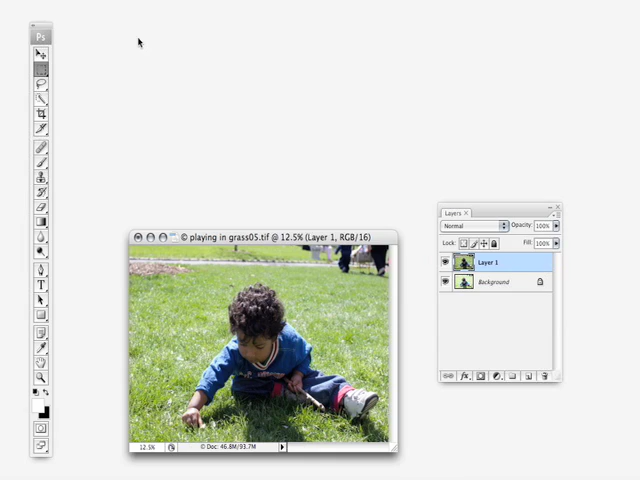 Ps
© playing in grass05.tif @ 12.5% (Layer 1, RGB/16)
12.5%
© Doc: 46.8M/93.7M
Layers x
Normal
Opacity: 100%
Lock:
Fill: 100%
Layer 1
Background